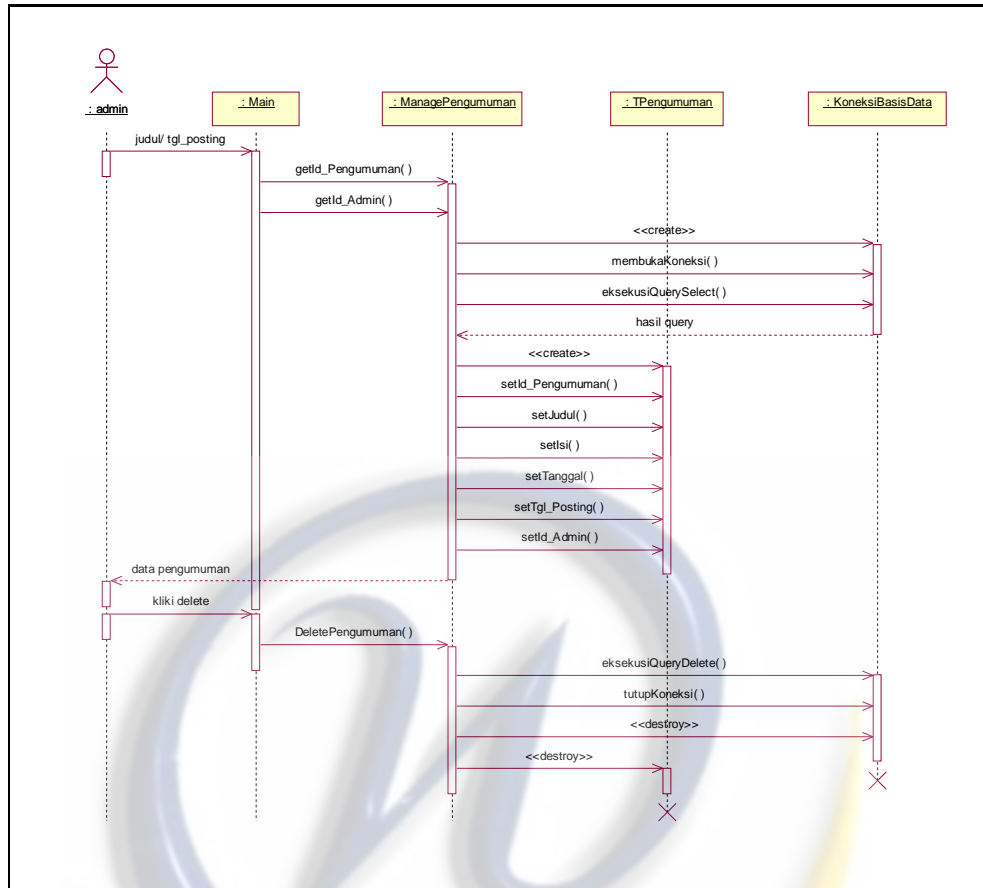 : admin
: Main
: ManagePengumuman
: TPengumuman
: KoneksiBasisData
judul/ tgl_posting
getId_Pengumuman( )
getId_Admin( )
<<create>>
membukaKoneksi( )
eksekusiQuerySelect( )
hasil query
<<create>>
setId_Pengumuman( )
setJudul( )
setIsi( )
setTanggal( )
setTgl_Posting( )
setId_Admin( )
data pengumuman
kliki delete
DeletePengumuman( )
eksekusiQueryDelete( )
tutupKoneksi( )
<<destroy>>
<<destroy>>